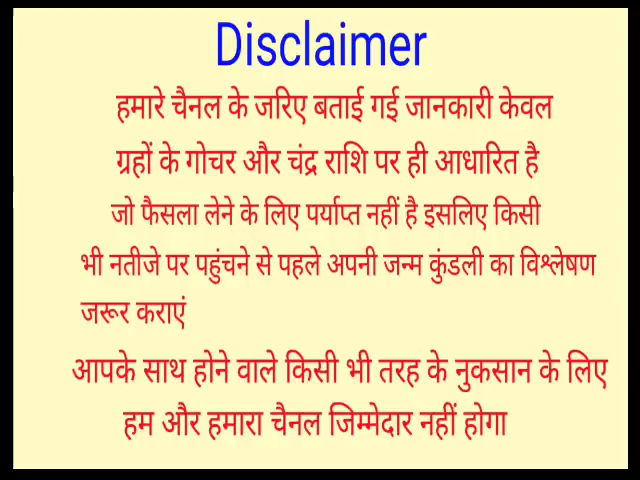 Disclaimer
हमारे चैनल के जरिए बताई गई जानकारी केवल
ग्रहों के गोचर और चंद्र राशि पर ही आधारित है
जो फैसला लेने के लिए पर्याप्त नहीं है इसलिए किसी
भी नतीजे पर पहुंचने से पहले अपनी जन्म कुंडली का विश्लेषण
जरूर कराएं
आपके साथ होने वाले किसी भी तरह के नुकसान के लिए
हम और हमारा चैनल जिम्मेदार नहीं होगा